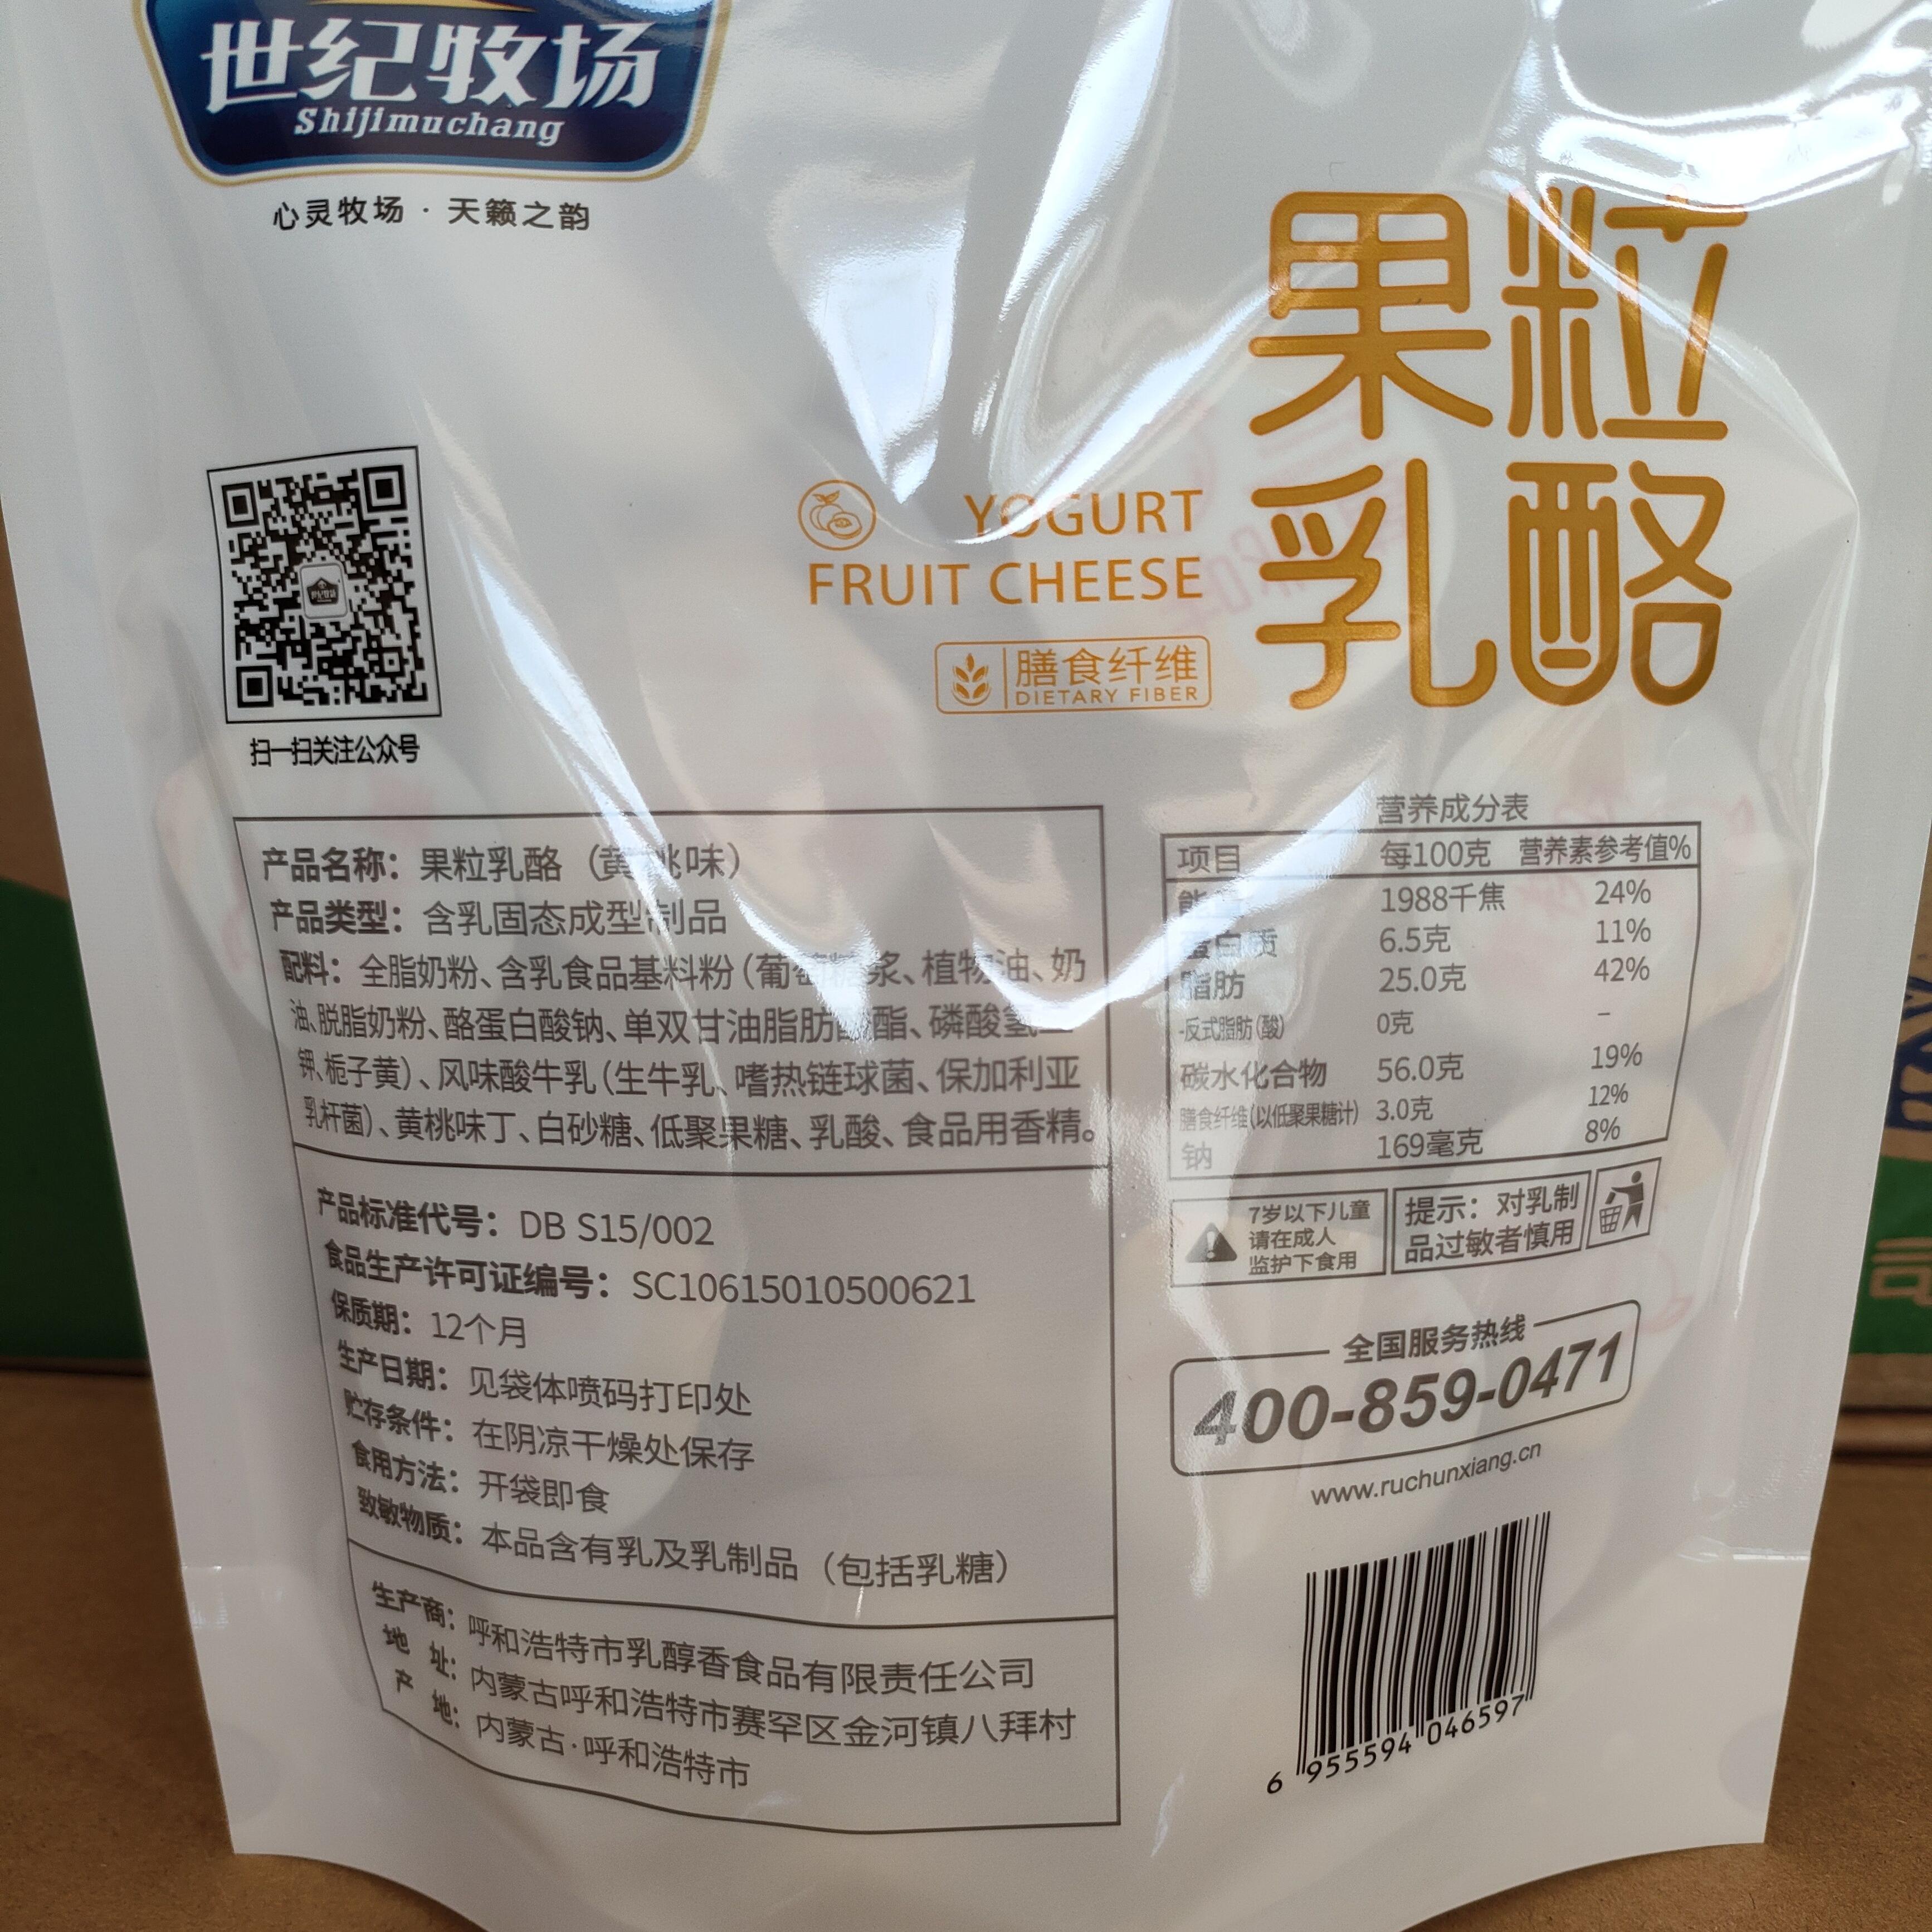 世纪牧场
Shijimuchang
心灵牧场 · 天籁之韵
果粒
乳酪
YOGURT
FRUIT CHEESE
膳食纤维
DIETARY FIBER
世纪牧场
扫一扫关注公众号
产品名称：果粒乳酪（黄桃味）
产品类型：含乳固态成型制品
配料：全脂奶粉、含乳食品基料粉（葡萄糖浆、植物油、奶
油、脱脂奶粉、酪蛋白酸钠、单双甘油脂肪酸酯、磷酸氢二
钾、栀子黄）、风味酸牛乳（生牛乳、嗜热链球菌、保加利亚
乳杆菌）、黄桃味丁、白砂糖、低聚果糖、乳酸、食品用香精。
产品标准代号：DB S15/002
食品生产许可证编号：SC10615010500621
保质期：12个月
生产日期：见袋体喷码打印处
贮存条件：在阴凉干燥处保存
食用方法：开袋即食
致敏物质：本品含有乳及乳制品（包括乳糖）
生产商：呼和浩特市乳醇香食品有限责任公司
地 址：内蒙古呼和浩特市赛罕区金河镇八拜村
产 地：内蒙古·呼和浩特市
营养成分表
项目 每100克 营养素参考值%
能量 1988千焦 24%
蛋白质 6.5克 11%
脂肪 25.0克 42%
-反式脂肪（酸） 0克 –
碳水化合物 56.0克 19%
膳食纤维（以低聚果糖计） 3.0克 12%
钠 169毫克 8%
7岁以下儿童
请在成人
监护下食用
提示：对乳制
品过敏者慎用
全国服务热线
400-859-0471
www.ruchunxiang.cn
6 955594 046597